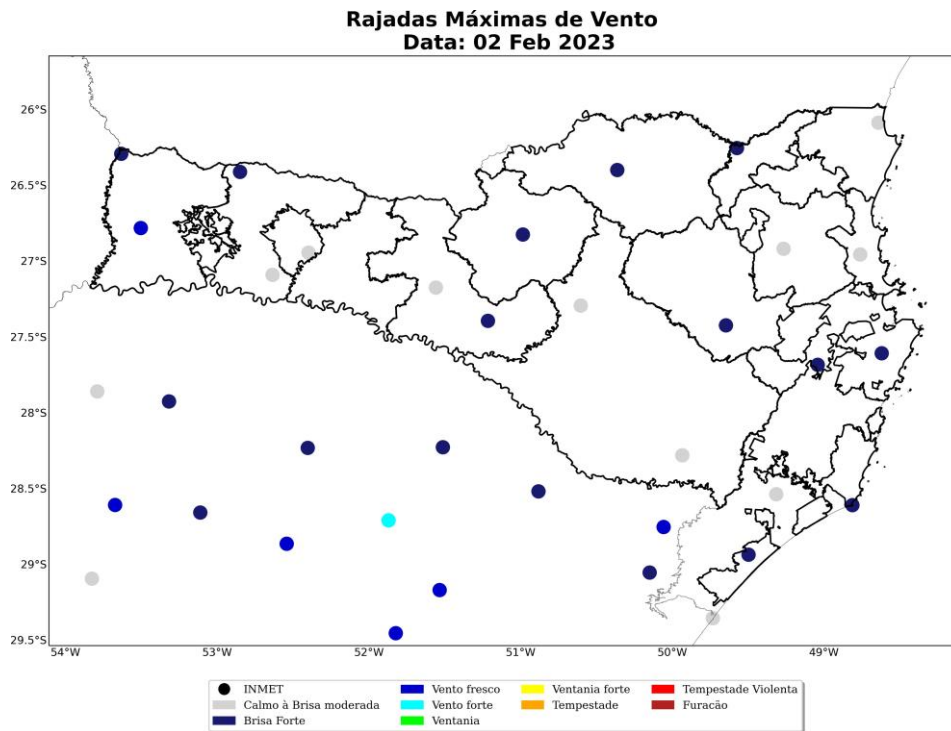 Rajadas Máximas de Vento
Data: 02 Feb 2023
26°S
26.5°S
27°S
27.5°S
28°S
28.5°S
29°S
29.5°S
54°W 53°W 52°W 51°W 50°W 49°W
INMET Vento fresco Ventania forte Tempestade Violenta
Calmo à Brisa moderada Vento forte Tempestade Furacão
Brisa Forte Ventania